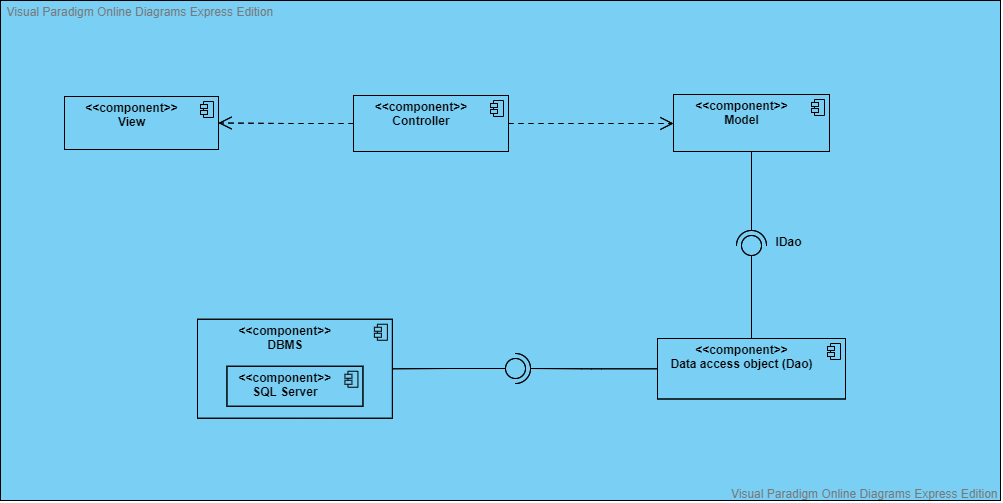 Visual Paradigm Online Diagrams Express Edition
<<component>>
View
<<component>>
Controller
<<component>>
Model
IDao
<<component>>
DBMS
<<component>>
SQL Server
<<component>>
Data access object (Dao)
Visual Paradigm Online Diagrams Express Edition